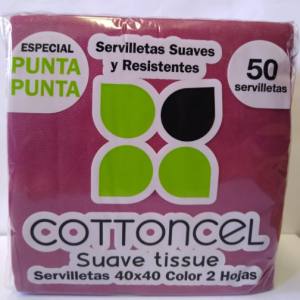 ESPECIAL
PUNTA
PUNTA
Servilletas Suaves
y Resistentes
50
servilletas
COTTONCEL
Suave tissue
Servilletas 40x40 Color 2 Hojas